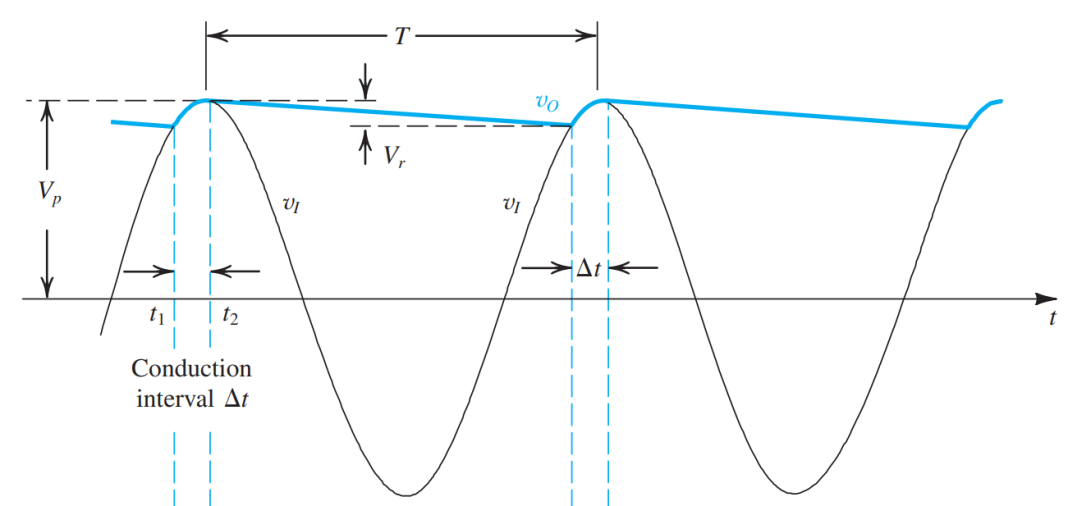 T
v_O
V_r
V_p
v_I
v_I
Δt
t_1
t_2
t
Conduction
interval Δt